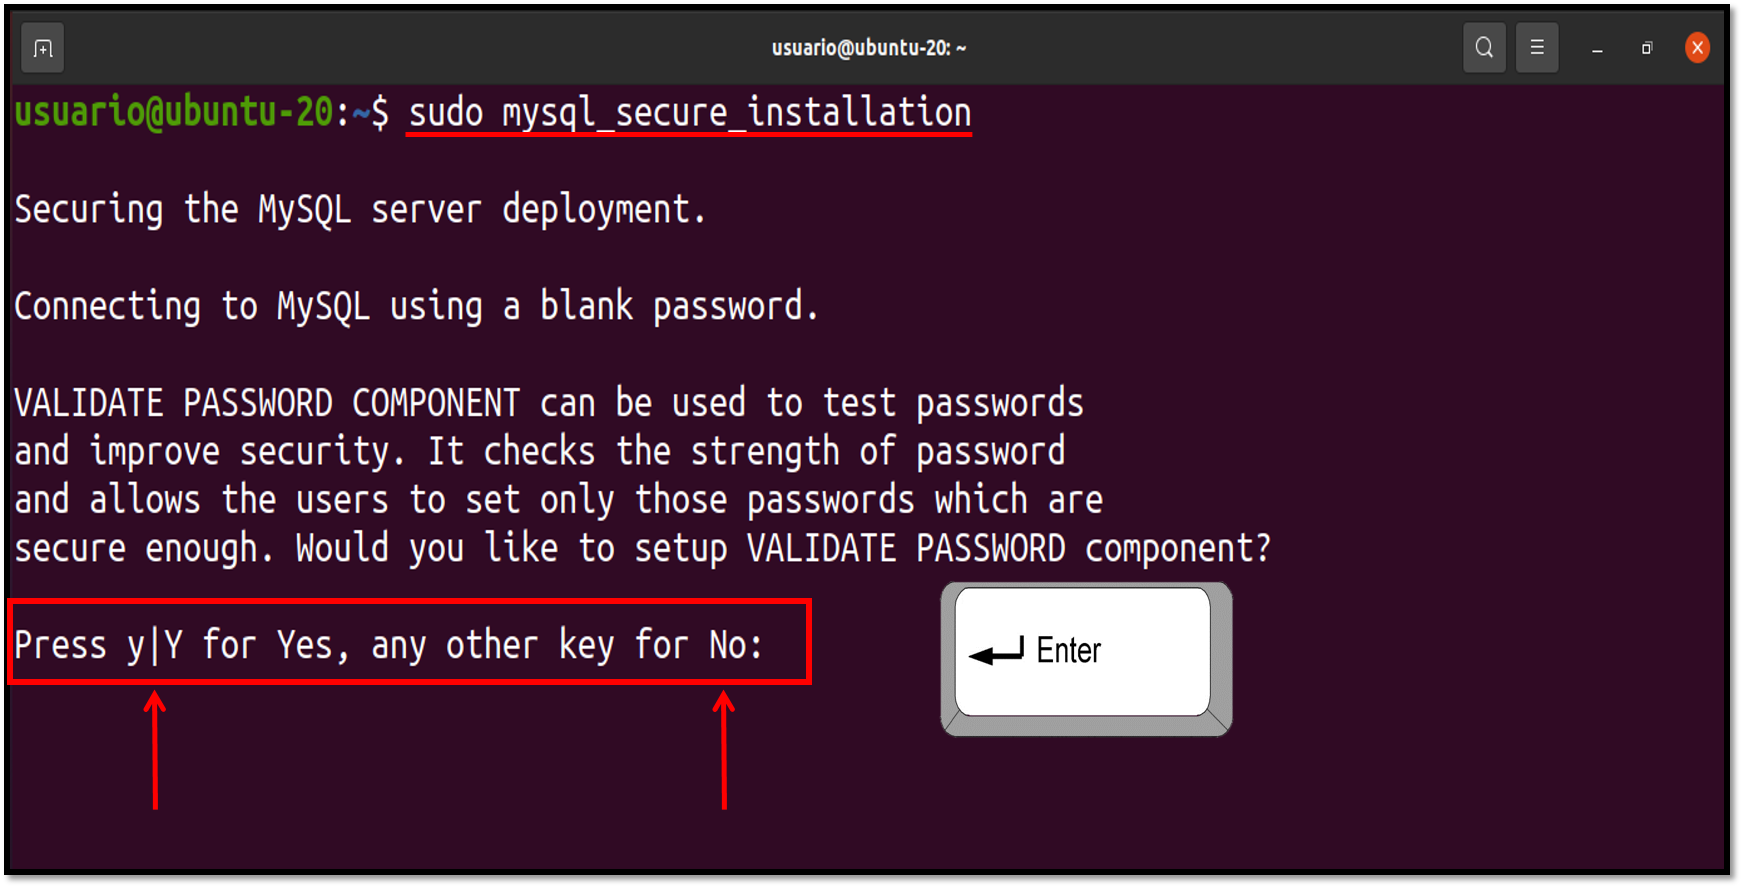 usuario@ubuntu-20: ~
usuario@ubuntu-20:~$ sudo mysql_secure_installation
Securing the MySQL server deployment.
Connecting to MySQL using a blank password.
VALIDATE PASSWORD COMPONENT can be used to test passwords
and improve security. It checks the strength of password
and allows the users to set only those passwords which are
secure enough. Would you like to setup VALIDATE PASSWORD component?
Press y|Y for Yes, any other key for No:
Enter